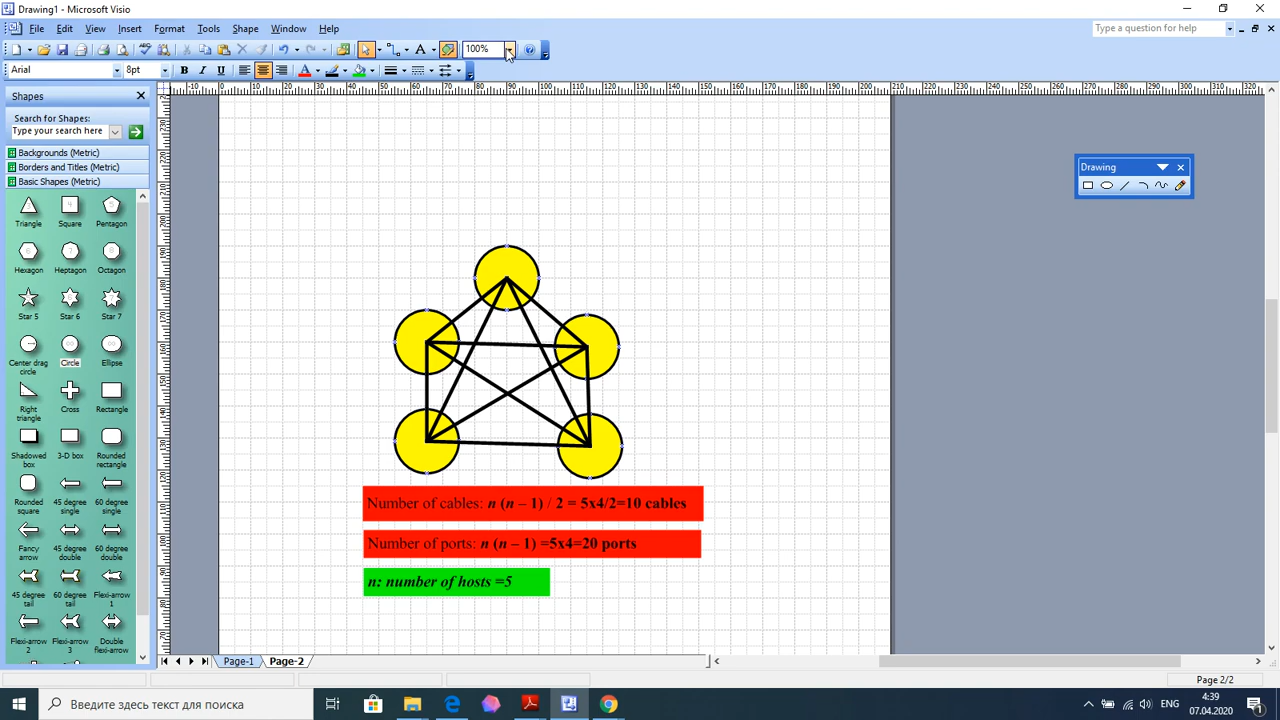 Drawing1 - Microsoft Visio
File Edit View Insert Format Tools Shape Window Help
Type a question for help
100%
Arial 8pt
Shapes
Search for Shapes:
Type your search here
Backgrounds (Metric)
Borders and Titles (Metric)
Basic Shapes (Metric)
Triangle Square Pentagon
Hexagon Heptagon Octagon
Star 5 Star 6 Star 7
Center drag circle Circle Ellipse
Right triangle Cross Rectangle
Shadowed box 3-D box Rounded rectangle
Rounded square 45 degree single 60 degree single
Fancy arrow 45 degree double 60 degree double
45 degree tail 60 degree tail Flexi-arrow 1
Flexi-arrow 2 Flexi-arrow 3 Double flexi-arrow
Drawing
Number of cables: n (n – 1) / 2 = 5x4/2=10 cables
Number of ports: n (n – 1) =5x4=20 ports
n: number of hosts =5
Page-1 Page-2
Page 2/2
Введите здесь текст для поиска
ENG
4:39
07.04.2020